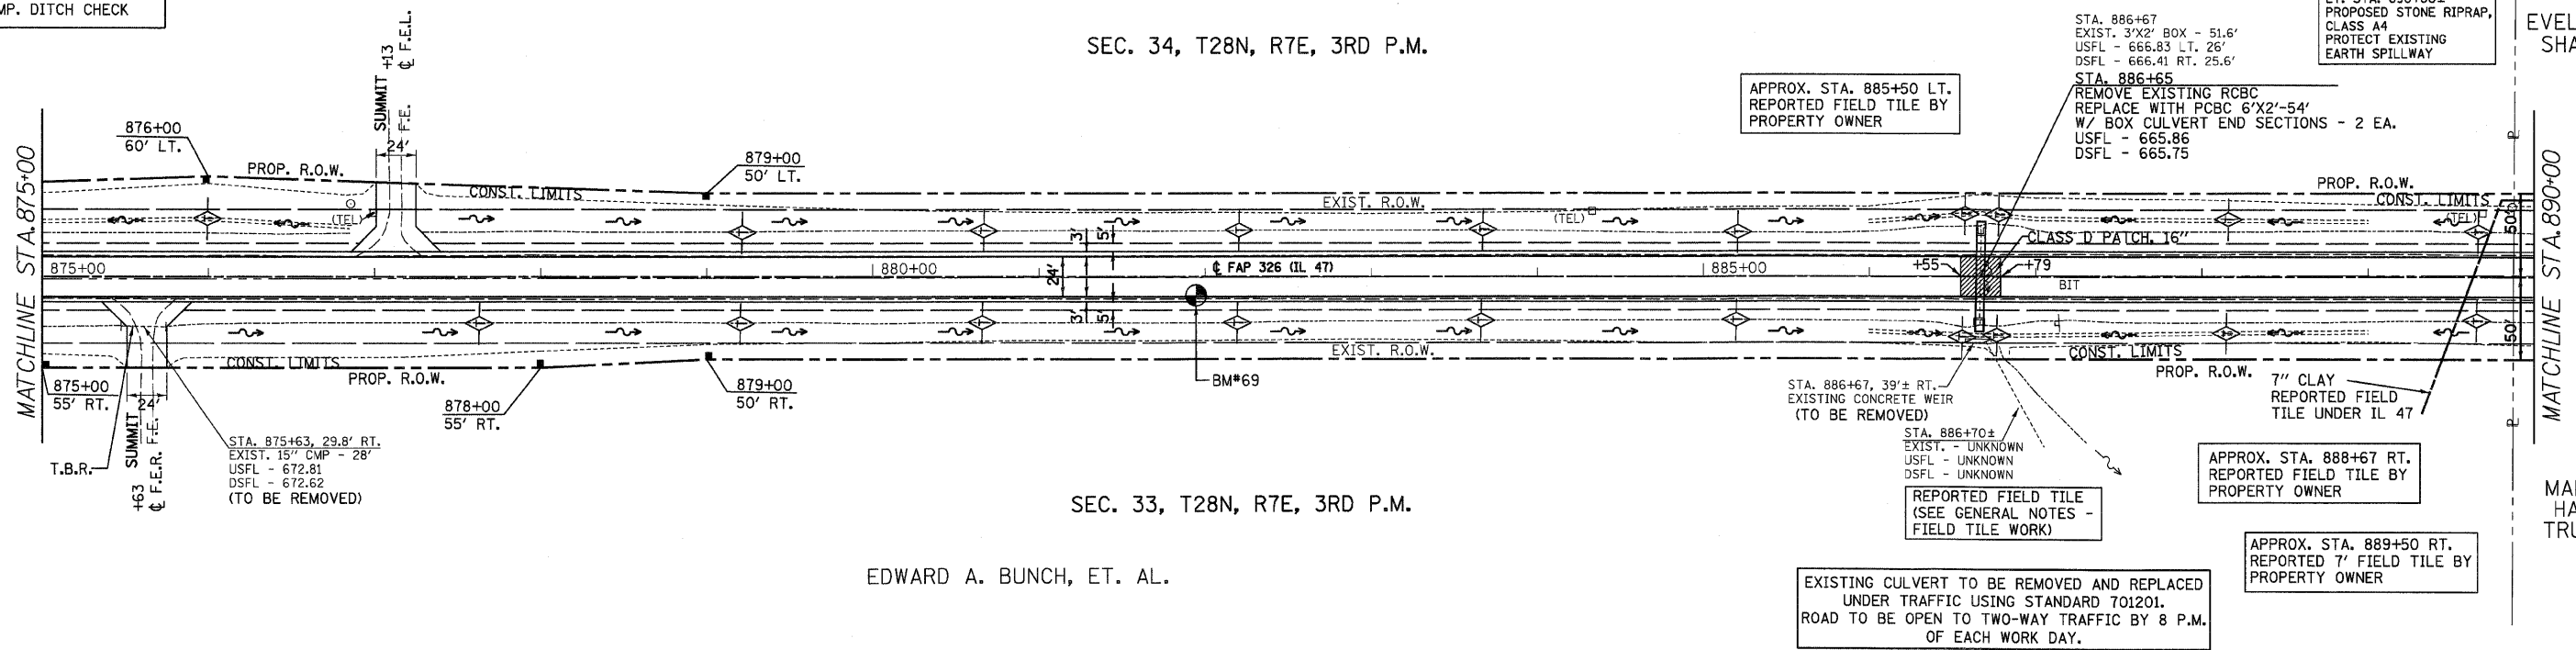 MP. DITCH CHECK
SUMMIT +13
₵ F.E.L.
F.E.
24'
SEC. 34, T28N, R7E, 3RD P.M.
STA. 886+67
EXIST. 3'X2' BOX - 51.6'
USFL - 666.83 LT. 26'
DSFL - 666.41 RT. 25.6'
STA. 886+65
REMOVE EXISTING RCBC
REPLACE WITH PCBC 6'X2'-54'
W/ BOX CULVERT END SECTIONS - 2 EA.
USFL - 665.86
DSFL - 665.75
PROPOSED STONE RIPRAP,
CLASS A4
PROTECT EXISTING
EARTH SPILLWAY
EVEL
SHA
APPROX. STA. 885+50 LT.
REPORTED FIELD TILE BY
PROPERTY OWNER
MATCHLINE STA. 875+00
876+00
60' LT.
PROP. R.O.W.
879+00
50' LT.
CONST. LIMITS
(TEL)
EXIST. R.O.W.
(TEL)
PROP. R.O.W.
CONST. LIMITS
(TEL)
50'
CLASS D PATCH, 16"
3'
5'
875+00
880+00
₵ FAP 326 (IL 47)
885+00
+55
+79
24'
BIT
3'
5'
50'
MATCHLINE STA. 890+00
CONST. LIMITS
PROP. R.O.W.
EXIST. R.O.W.
CONST. LIMITS
PROP. R.O.W.
875+00
55' RT.
24'
878+00
55' RT.
879+00
50' RT.
BM#69
STA. 886+67, 39'± RT.
EXISTING CONCRETE WEIR
(TO BE REMOVED)
7" CLAY
REPORTED FIELD
TILE UNDER IL 47
T.B.R.
SUMMIT
+63
F.E.
₵ F.E.R.
STA. 875+63, 29.8' RT.
EXIST. 15" CMP - 28'
USFL - 672.81
DSFL - 672.62
(TO BE REMOVED)
STA. 886+70±
EXIST. - UNKNOWN
USFL - UNKNOWN
DSFL - UNKNOWN
REPORTED FIELD TILE
(SEE GENERAL NOTES -
FIELD TILE WORK)
APPROX. STA. 888+67 RT.
REPORTED FIELD TILE BY
PROPERTY OWNER
SEC. 33, T28N, R7E, 3RD P.M.
APPROX. STA. 889+50 RT.
REPORTED 7' FIELD TILE BY
PROPERTY OWNER
HA
TRU
EDWARD A. BUNCH, ET. AL.
EXISTING CULVERT TO BE REMOVED AND REPLACED
UNDER TRAFFIC USING STANDARD 701201.
ROAD TO BE OPEN TO TWO-WAY TRAFFIC BY 8 P.M.
OF EACH WORK DAY.